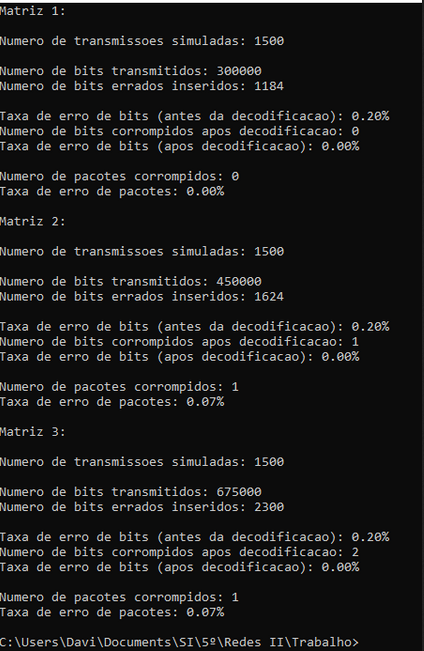 Matriz 1:
Numero de transmissoes simuladas: 1500
Numero de bits transmitidos: 300000
Numero de bits errados inseridos: 1184
Taxa de erro de bits (antes da decodificacao): 0.20%
Numero de bits corrompidos apos decodificacao: 0
Taxa de erro de bits (apos decodificacao): 0.00%
Numero de pacotes corrompidos: 0
Taxa de erro de pacotes: 0.00%
Matriz 2:
Numero de transmissoes simuladas: 1500
Numero de bits transmitidos: 450000
Numero de bits errados inseridos: 1624
Taxa de erro de bits (antes da decodificacao): 0.20%
Numero de bits corrompidos apos decodificacao: 1
Taxa de erro de bits (apos decodificacao): 0.00%
Numero de pacotes corrompidos: 1
Taxa de erro de pacotes: 0.07%
Matriz 3:
Numero de transmissoes simuladas: 1500
Numero de bits transmitidos: 675000
Numero de bits errados inseridos: 2300
Taxa de erro de bits (antes da decodificacao): 0.20%
Numero de bits corrompidos apos decodificacao: 2
Taxa de erro de bits (apos decodificacao): 0.00%
Numero de pacotes corrompidos: 1
Taxa de erro de pacotes: 0.07%
C:\Users\Davi\Documents\SI\5º\Redes II\Trabalho>